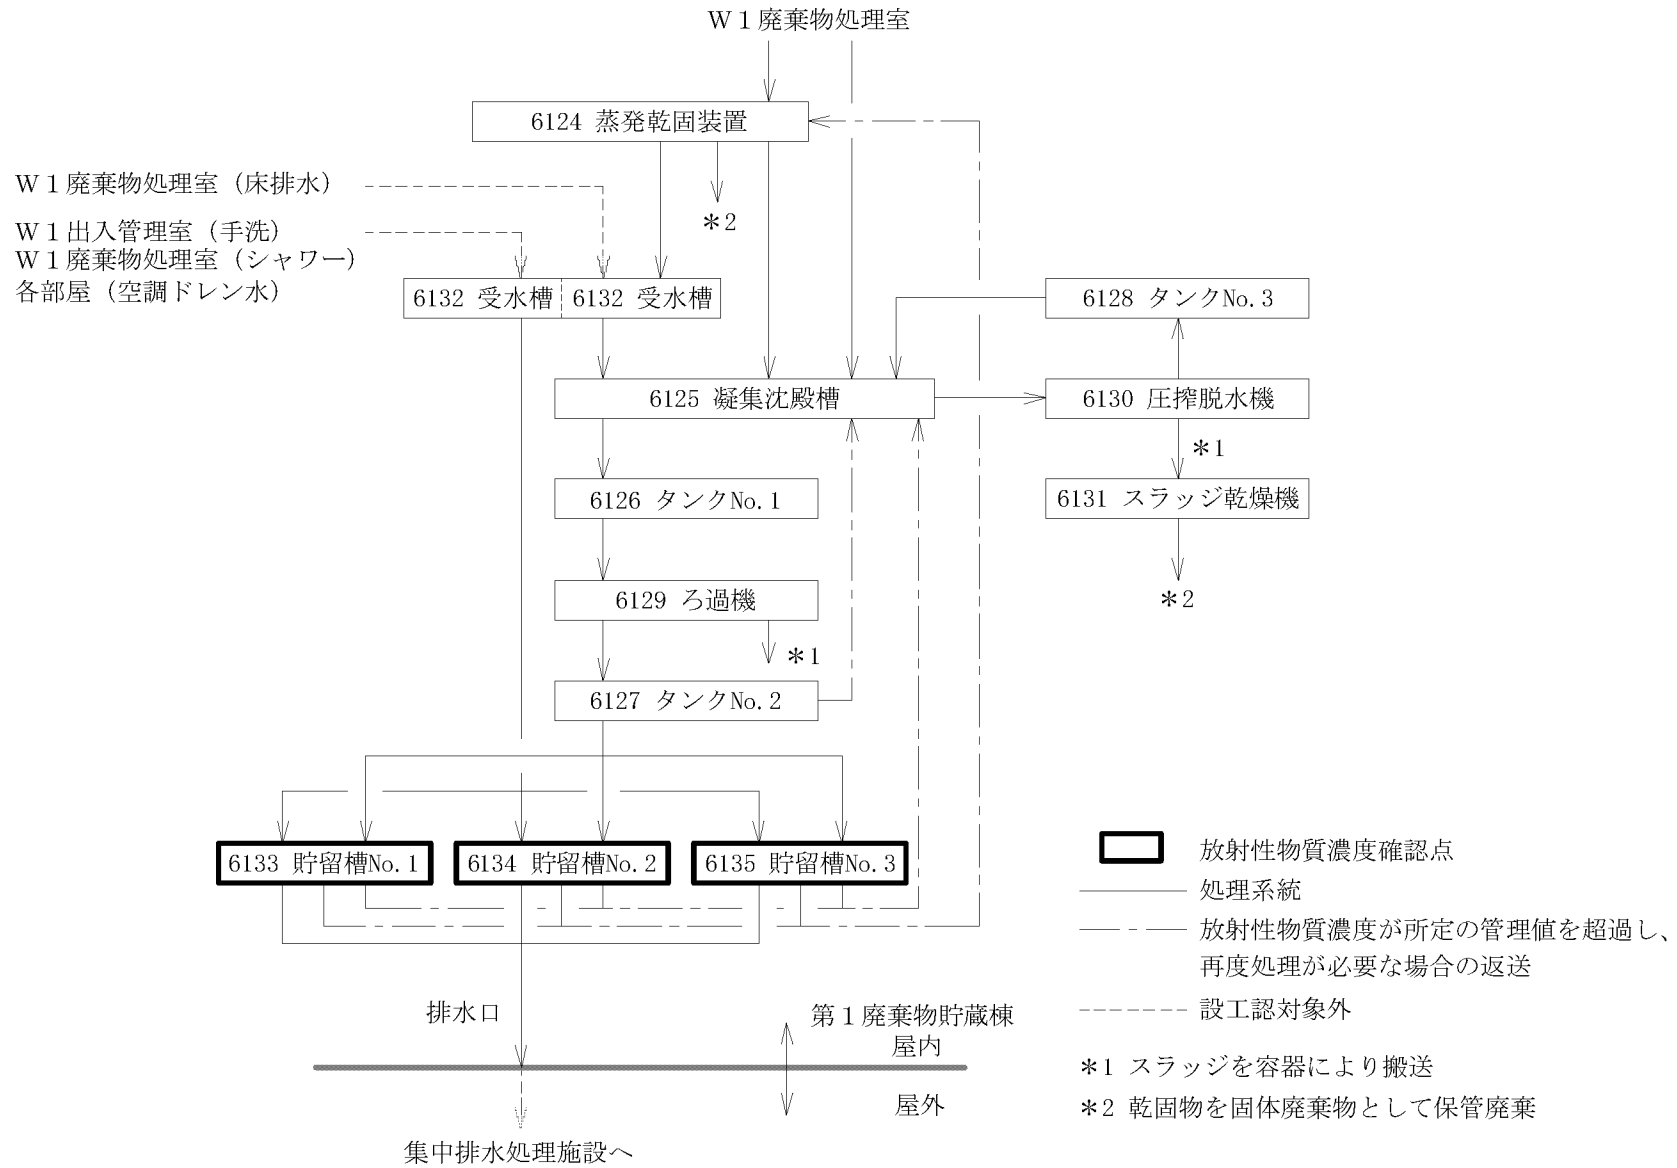 W1廃棄物処理室
6124 蒸発乾固装置
W1廃棄物処理室（床排水）
＊2
W1出入管理室（手洗）
W1廃棄物処理室（シャワー）
各部屋（空調ドレン水）
6132 受水槽
6132 受水槽
6128 タンクNo.3
6125 凝集沈殿槽
6130 圧搾脱水機
＊1
6126 タンクNo.1
6131 スラッジ乾燥機
6129 ろ過機
＊2
＊1
6127 タンクNo.2
6133 貯留槽No.1
6134 貯留槽No.2
6135 貯留槽No.3
放射性物質濃度確認点
処理系統
放射性物質濃度が所定の管理値を超過し、
再度処理が必要な場合の返送
設工認対象外
排水口
第1廃棄物貯蔵棟
屋内
＊1 スラッジを容器により搬送
屋外
＊2 乾固物を固体廃棄物として保管廃棄
集中排水処理施設へ